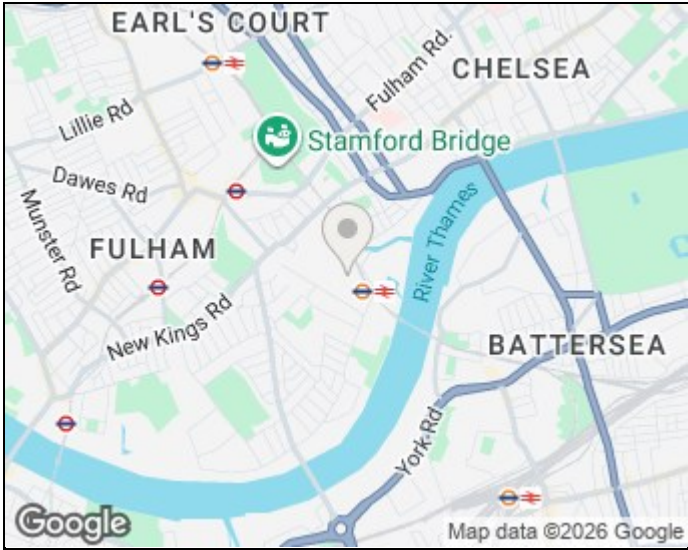 EARL'S COURT
Fulham Rd.
CHELSEA
Lillie Rd
Stamford Bridge
Dawes Rd
Munster Rd
River Thames
FULHAM
New Kings Rd
BATTERSEA
York Rd
Google
Map data ©2026 Google